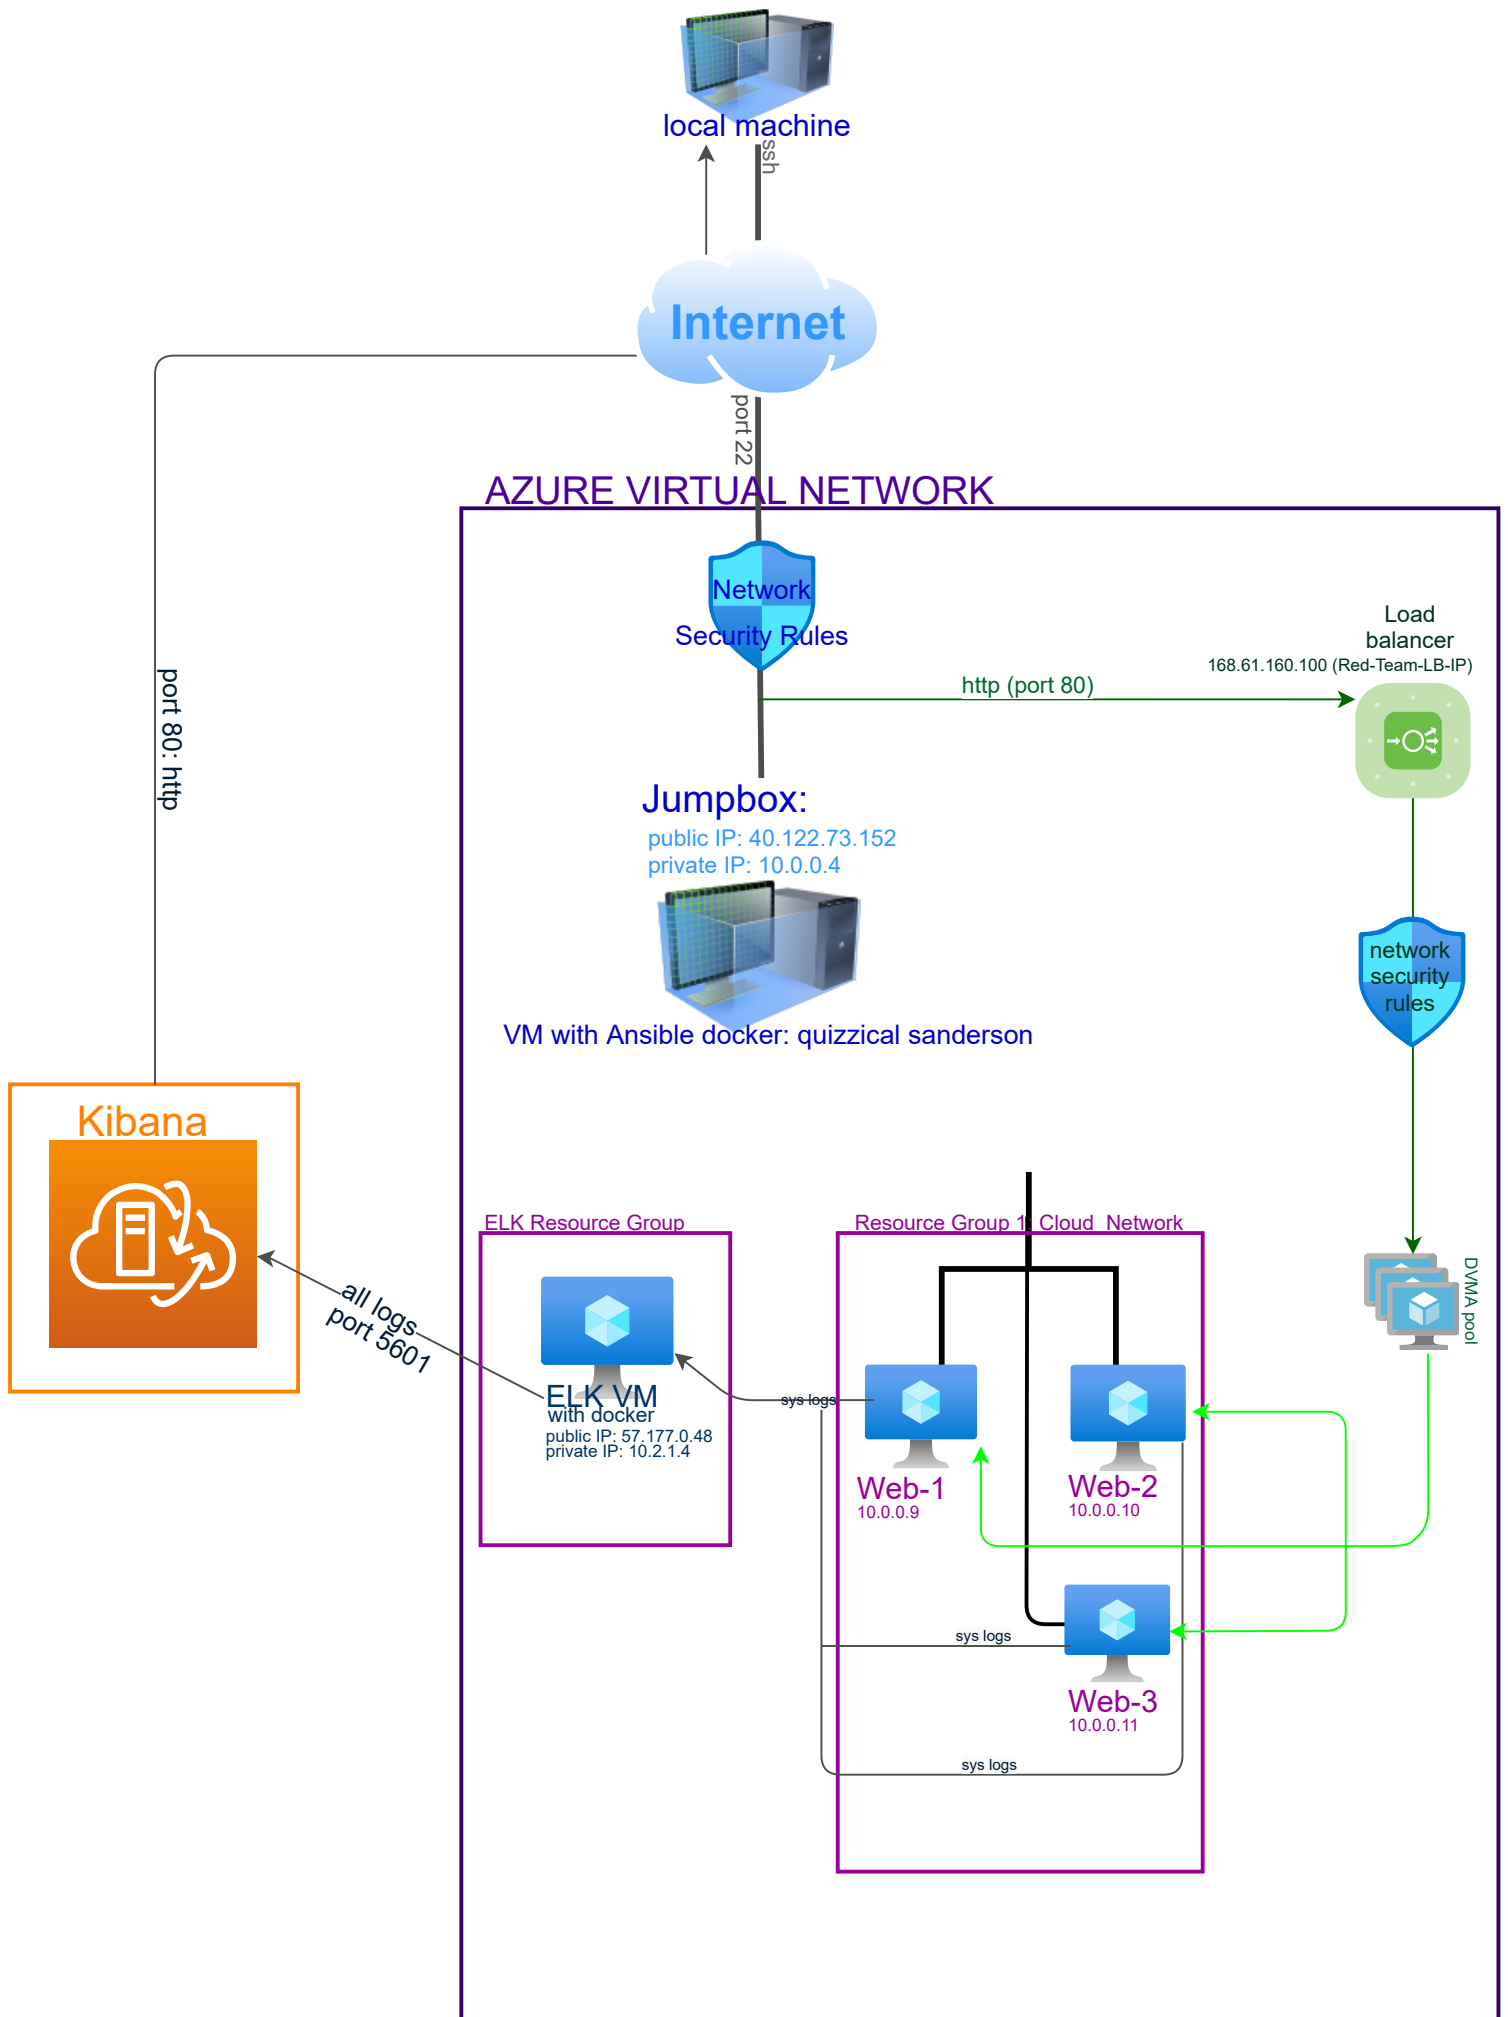 local machine
ssh
Internet
port 22
AZURE VIRTUAL NETWORK
Network
Security Rules
Load
balancer
168.61.160.100 (Red-Team-LB-IP)
http (port 80)
port 80: http
Jumpbox:
public IP: 40.122.73.152
private IP: 10.0.0.4
network
security
rules
VM with Ansible docker: quizzical sanderson
Kibana
ELK Resource Group
Resource Group 1: Cloud Network
DVMA pool
all logs
port 5601
ELK VM
with docker
public IP: 57.177.0.48
private IP: 10.2.1.4
sys logs
Web-1
10.0.0.9
Web-2
10.0.0.10
sys logs
Web-3
10.0.0.11
sys logs